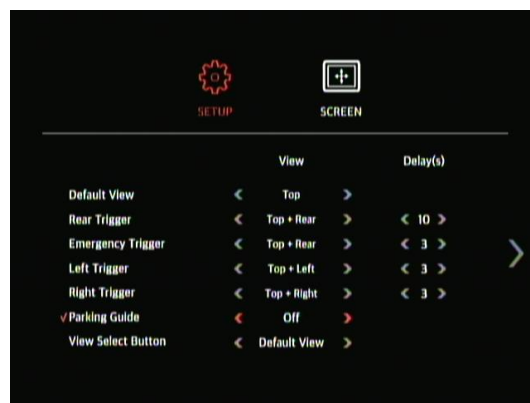 SETUP SCREEN
View Delay(s)
Default View Top
Rear Trigger Top + Rear 10
Emergency Trigger Top + Rear 3
Left Trigger Top + Left 3
Right Trigger Top + Right 3
Parking Guide Off
View Select Button Default View